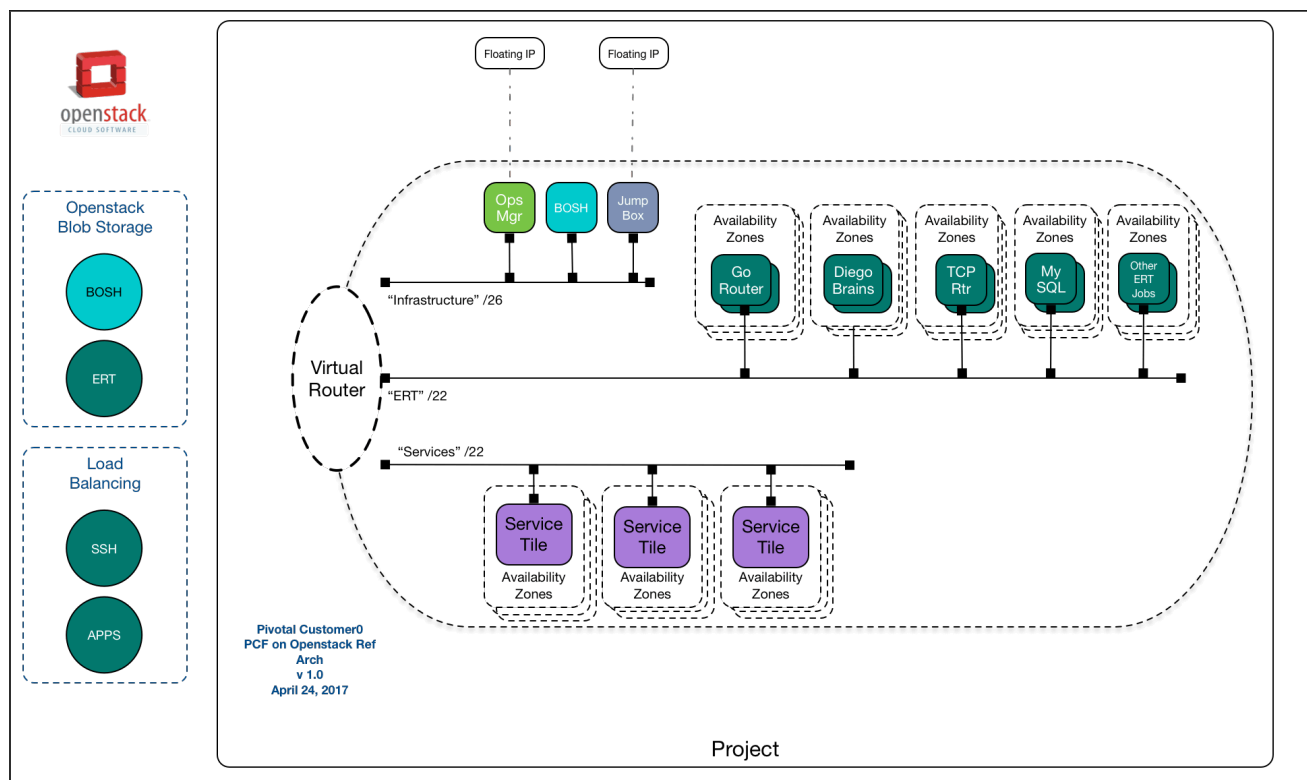 openstack
CLOUD SOFTWARE
Openstack
Blob Storage
BOSH
ERT
Load
Balancing
SSH
APPS
Floating IP
Floating IP
Ops
Mgr
BOSH
Jump
Box
"Infrastructure" /26
Availability
Zones
Go
Router
Availability
Zones
Diego
Brains
Availability
Zones
TCP
Rtr
Availability
Zones
My
SQL
Availability
Zones
Other
ERT
Jobs
Virtual
Router
"ERT" /22
"Services" /22
Service
Tile
Availability
Zones
Service
Tile
Availability
Zones
Service
Tile
Availability
Zones
Pivotal Customer0
PCF on Openstack Ref
Arch
v 1.0
April 24, 2017
Project